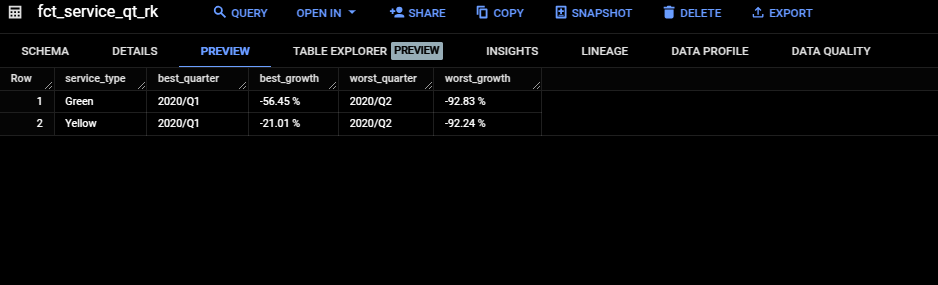 fct_service_qt_rk QUERY OPEN IN SHARE COPY SNAPSHOT DELETE EXPORT
SCHEMA DETAILS PREVIEW TABLE EXPLORER PREVIEW INSIGHTS LINEAGE DATA PROFILE DATA QUALITY
Row service_type best_quarter best_growth worst_quarter worst_growth
1 Green 2020/Q1 -56.45 % 2020/Q2 -92.83 %
2 Yellow 2020/Q1 -21.01 % 2020/Q2 -92.24 %